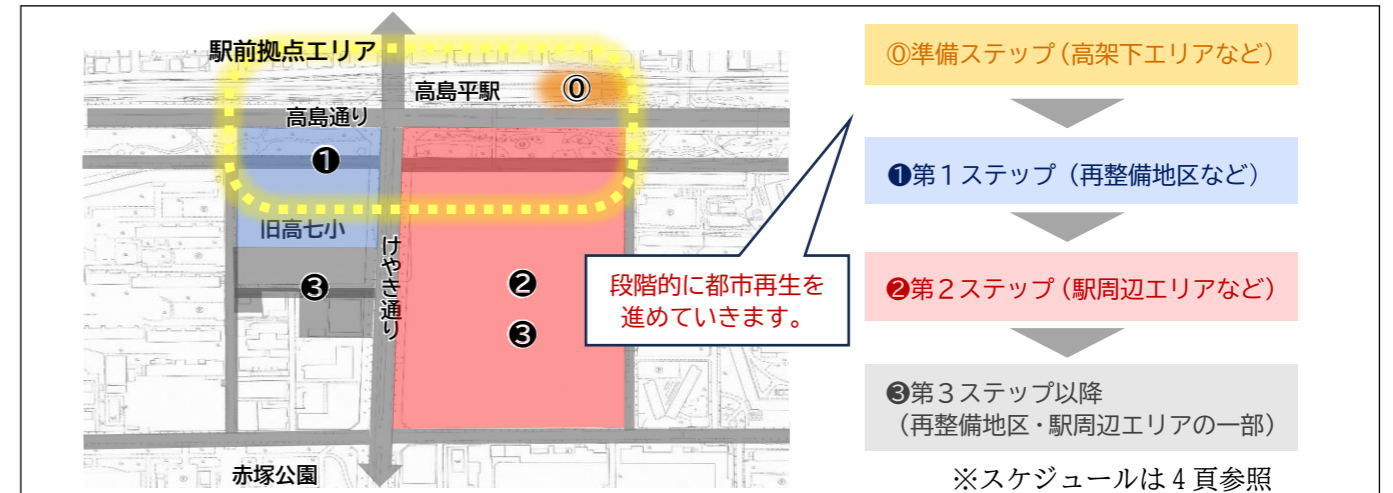 駅前拠点エリア
高島平駅
⓪
高島通り
❶
旧高七小
けやき通り
❸
❷
❸
赤塚公園
段階的に都市再生を
進めていきます。
⓪準備ステップ（高架下エリアなど）
❶第１ステップ（再整備地区など）
❷第２ステップ（駅周辺エリアなど）
❸第３ステップ以降
（再整備地区・駅周辺エリアの一部）
※スケジュールは４頁参照